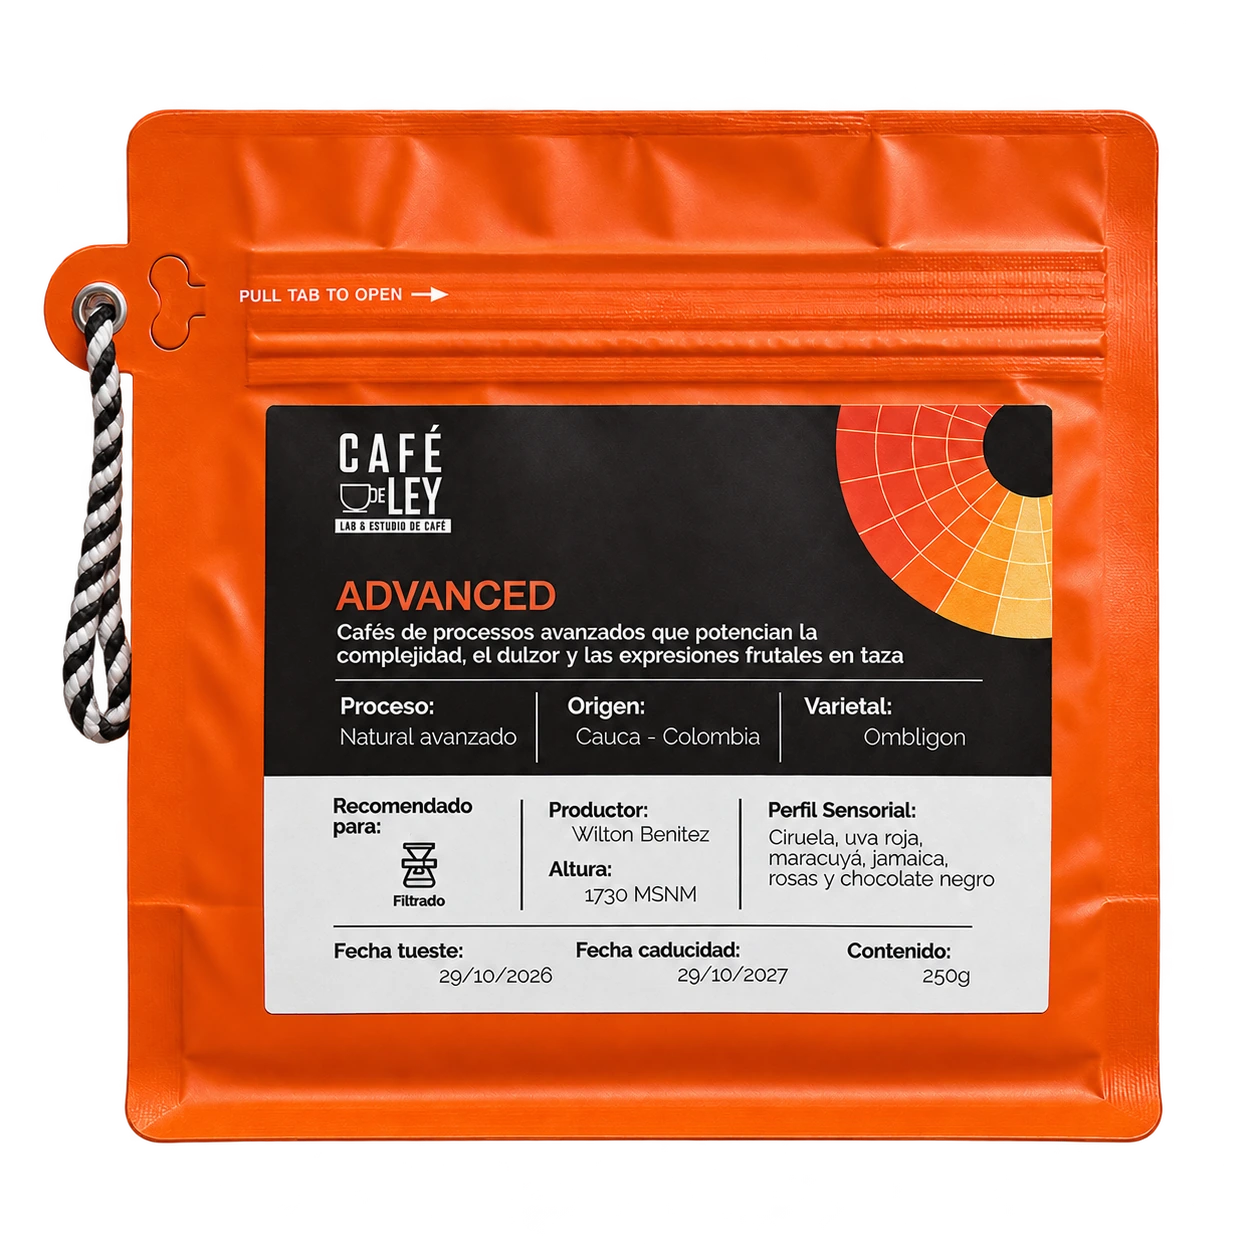 PULL TAB TO OPEN
CAFÉ
DE LEY
LAB & ESTUDIO DE CAFÉ
ADVANCED
Cafés de procesos avanzados que potencian la
complejidad, el dulzor y las expresiones frutales en taza
Proceso:
Natural avanzado
Origen:
Cauca - Colombia
Varietal:
Ombligon
Recomendado
para:
Filtrado
Productor:
Wilton Benitez
Altura:
1730 MSNM
Perfil Sensorial:
Ciruela, uva roja,
maracuyá, jamaica,
rosas y chocolate negro
Fecha tueste:
29/10/2026
Fecha caducidad:
29/10/2027
Contenido:
250g